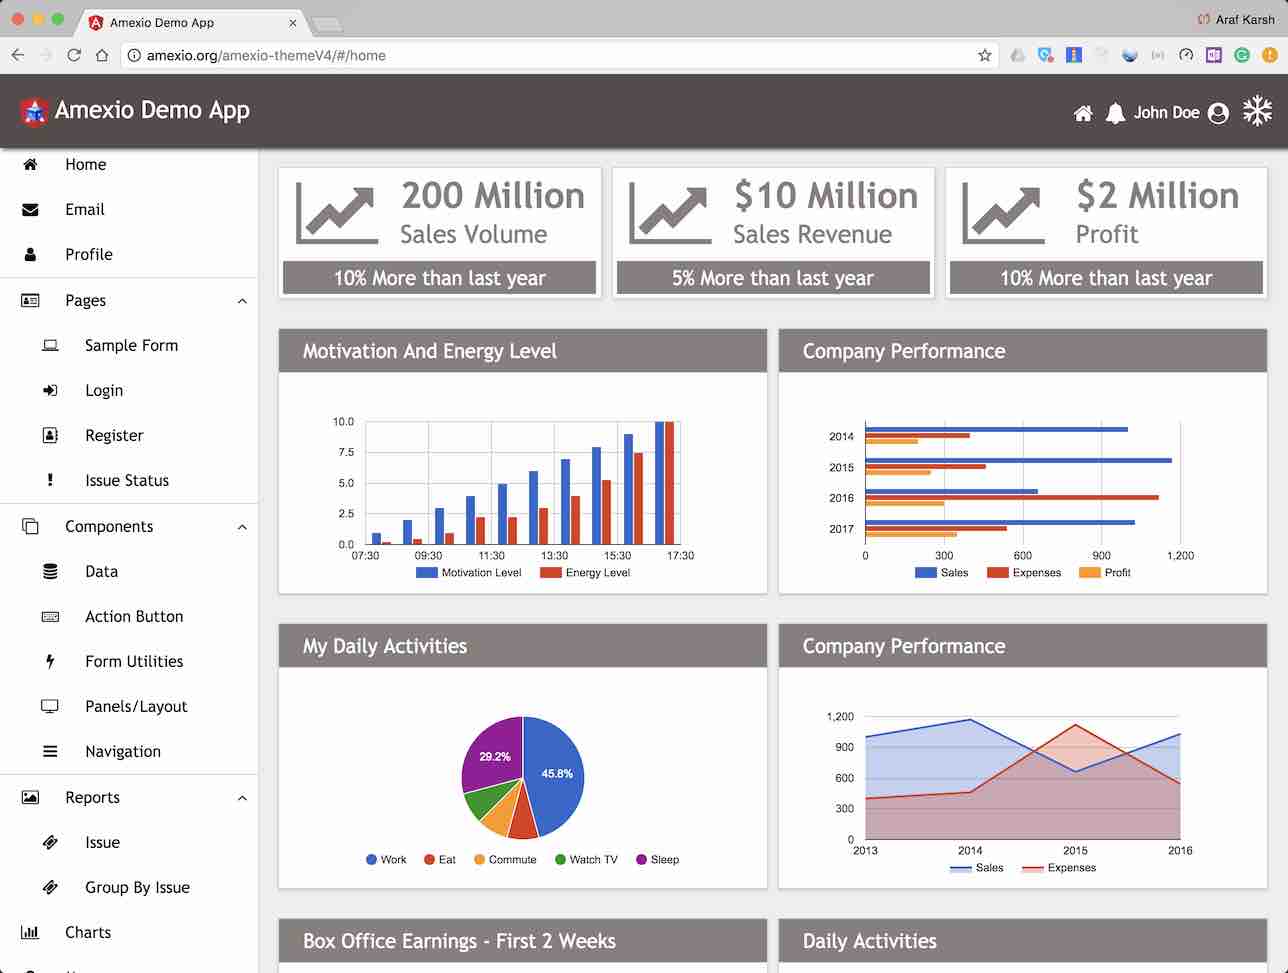 Amexio Demo App
Araf Karsh
amexio.org/amexio-themeV4/#/home
Amexio Demo App
John Doe
Home
Email
Profile
Pages
Sample Form
Login
Register
Issue Status
Components
Data
Action Button
Form Utilities
Panels/Layout
Navigation
Reports
Issue
Group By Issue
Charts
200 Million
Sales Volume
10% More than last year
$10 Million
Sales Revenue
5% More than last year
$2 Million
Profit
10% More than last year
Motivation And Energy Level
10.0
7.5
5.0
2.5
0.0
07:30 09:30 11:30 13:30 15:30 17:30
Motivation Level Energy Level
Company Performance
2014
2015
2016
2017
0 300 600 900 1,200
Sales Expenses Profit
My Daily Activities
29.2%
45.8%
Work Eat Commute Watch TV Sleep
Company Performance
1,200
900
600
300
0
2013 2014 2015 2016
Sales Expenses
Box Office Earnings - First 2 Weeks
Daily Activities